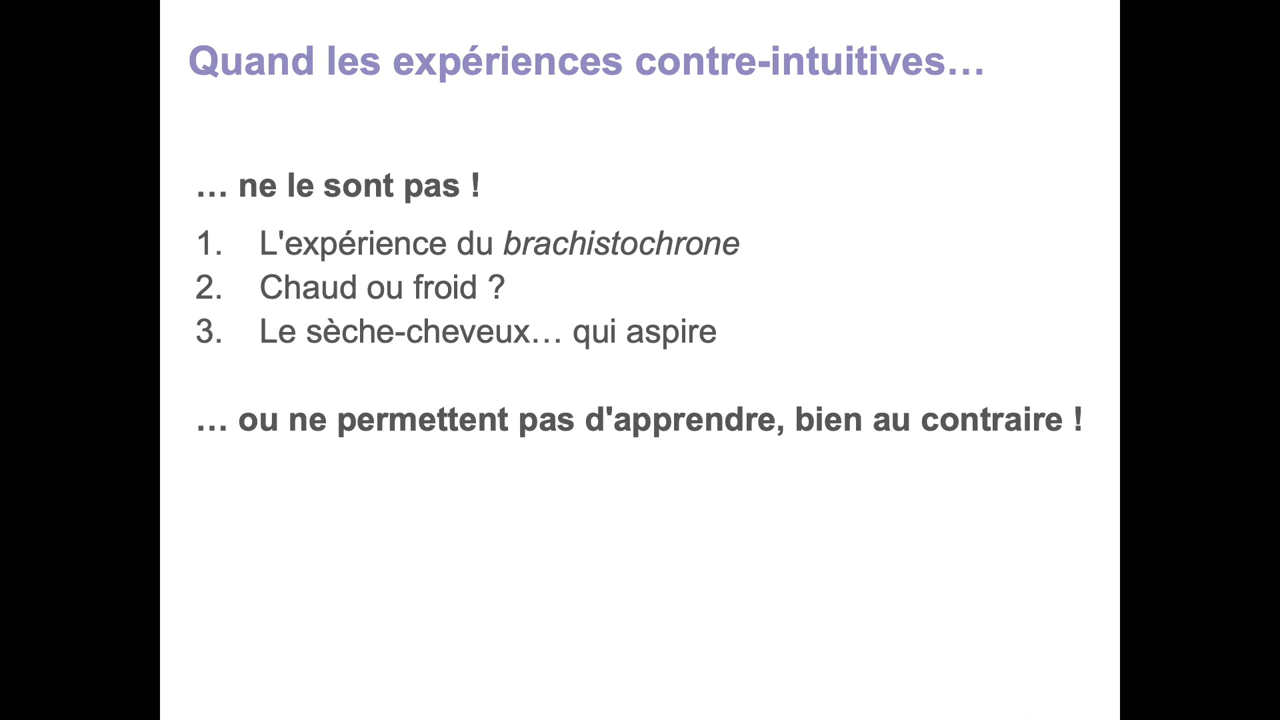 Quand les expériences contre-intuitives…
… ne le sont pas !
1. L'expérience du brachistochrone
2. Chaud ou froid ?
3. Le sèche-cheveux… qui aspire
… ou ne permettent pas d'apprendre, bien au contraire !